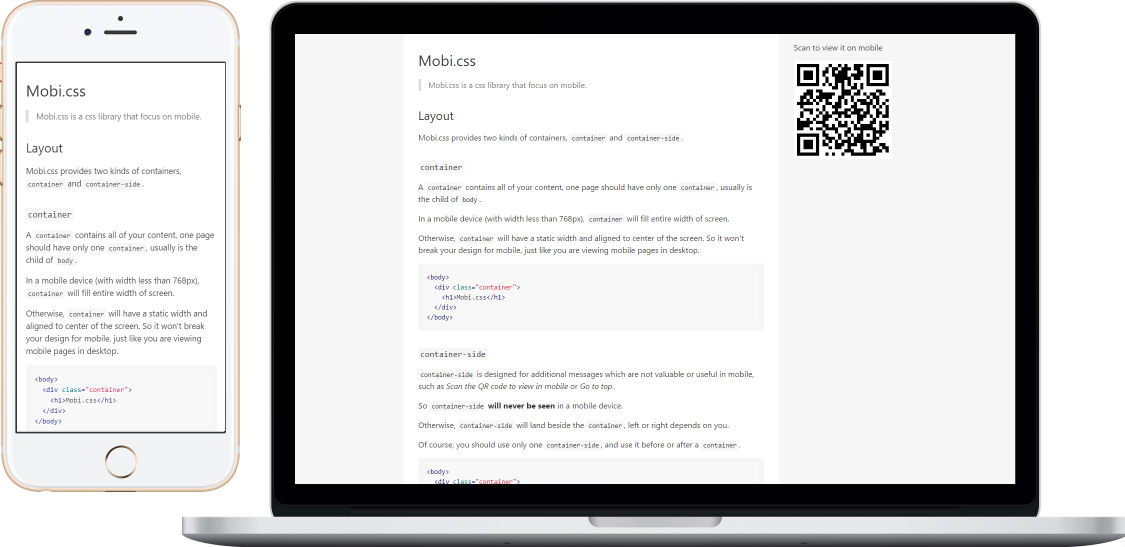 Mobi.css
Mobi.css is a css library that focus on mobile.
Layout
Mobi.css provides two kinds of containers,
container and container-side.
container
A container contains all of your content, one page
should have only one container, usually is the
child of body.
In a mobile device (with width less than 768px),
container will fill entire width of screen.
Otherwise, container will have a static width and
aligned to center of the screen. So it won't break
your design for mobile, just like you are viewing
mobile pages in desktop.
<body>
<div class="container">
<h1>Mobi.css</h1>
</div>
</body>
Mobi.css
Mobi.css is a css library that focus on mobile.
Layout
Mobi.css provides two kinds of containers, container and container-side.
container
A container contains all of your content, one page should have only one container, usually is
the child of body.
In a mobile device (with width less than 768px), container will fill entire width of screen.
Otherwise, container will have a static width and aligned to center of the screen. So it won't
break your design for mobile, just like you are viewing mobile pages in desktop.
<body>
<div class="container">
<h1>Mobi.css</h1>
</div>
</body>
container-side
container-side is designed for additional messages which are not valuable or useful in mobile,
such as Scan the QR code to view in mobile or Go to top.
So container-side will never be seen in a mobile device.
Otherwise, container-side will land beside the container, left or right depends on you.
Of course, you should use only one container-side, and use it before or after a container.
<body>
<div class="container">
Scan to view it on mobile